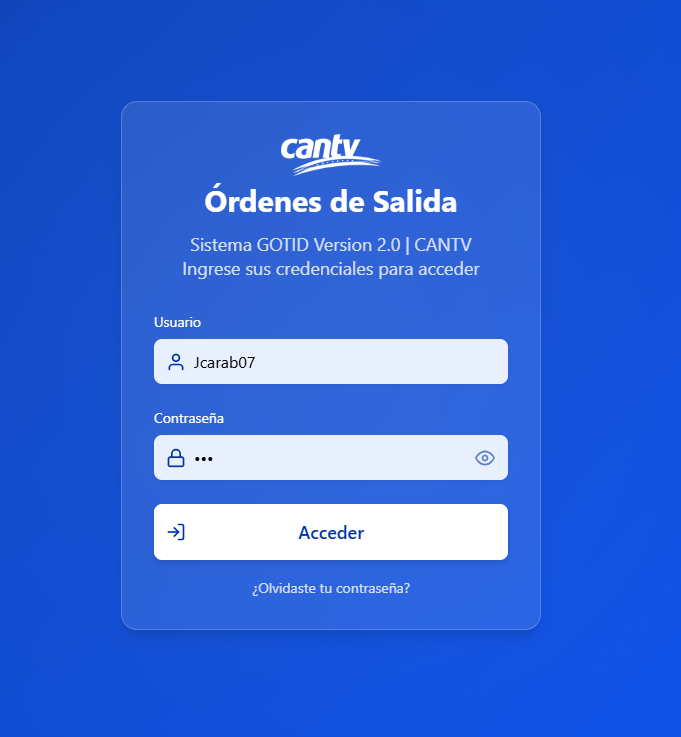 cantv
Órdenes de Salida
Sistema GOTID Version 2.0 | CANTV
Ingrese sus credenciales para acceder
Usuario
Jcarab07
Contraseña
•••
Acceder
¿Olvidaste tu contraseña?